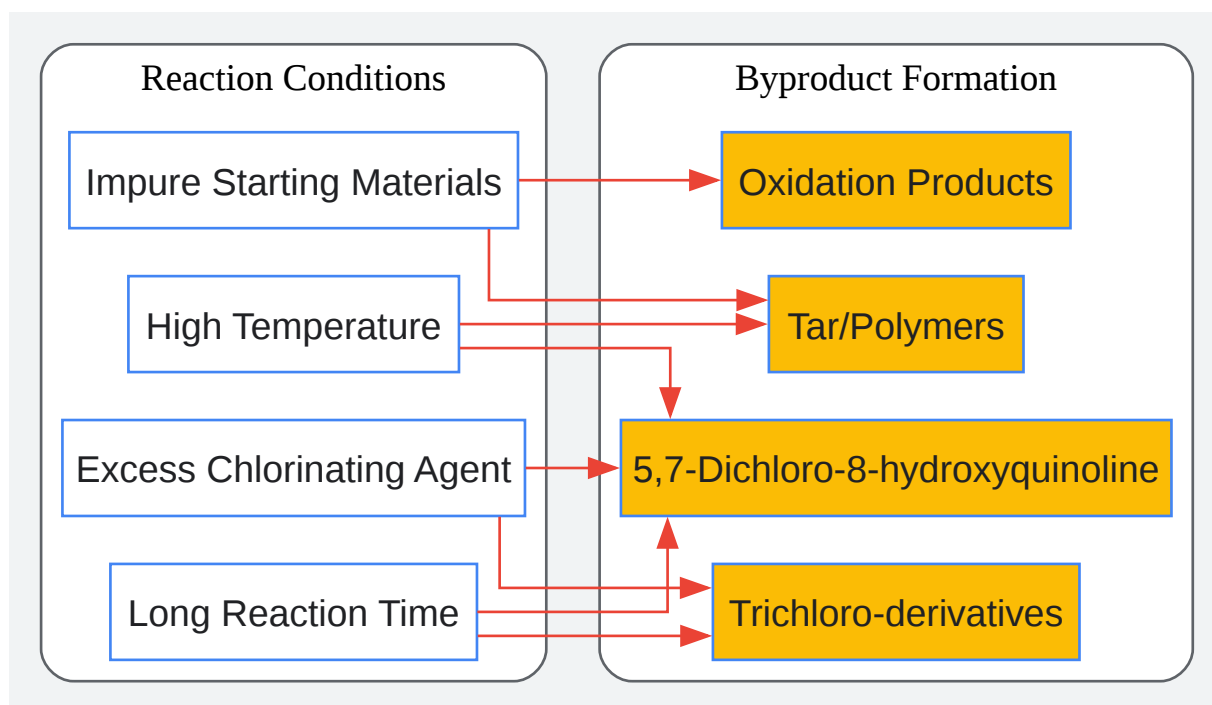 Reaction Conditions
Impure Starting Materials
High Temperature
Excess Chlorinating Agent
Long Reaction Time
Byproduct Formation
Oxidation Products
Tar/Polymers
5,7-Dichloro-8-hydroxyquinoline
Trichloro-derivatives